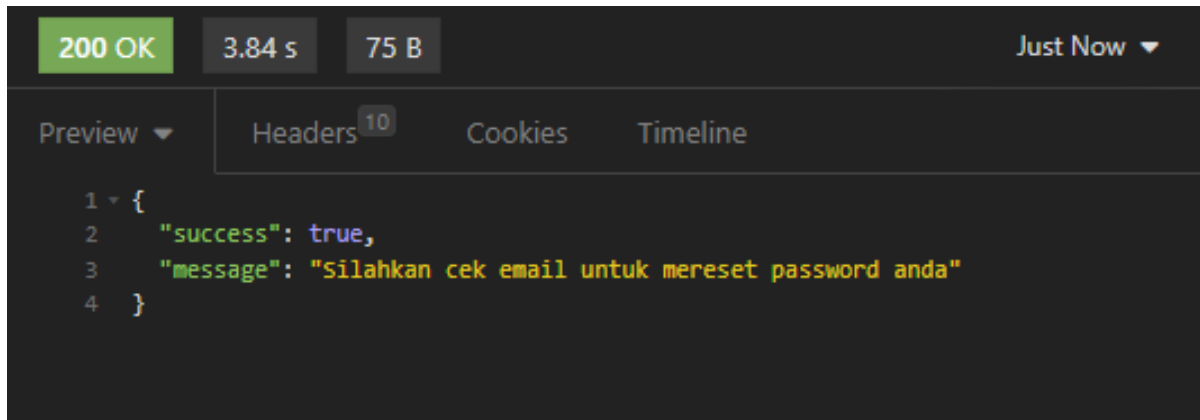 200 OK 3.84 s 75 B Just Now
Preview Headers 10 Cookies Timeline
1 {
2 "success": true,
3 "message": "Silahkan cek email untuk mereset password anda"
4 }